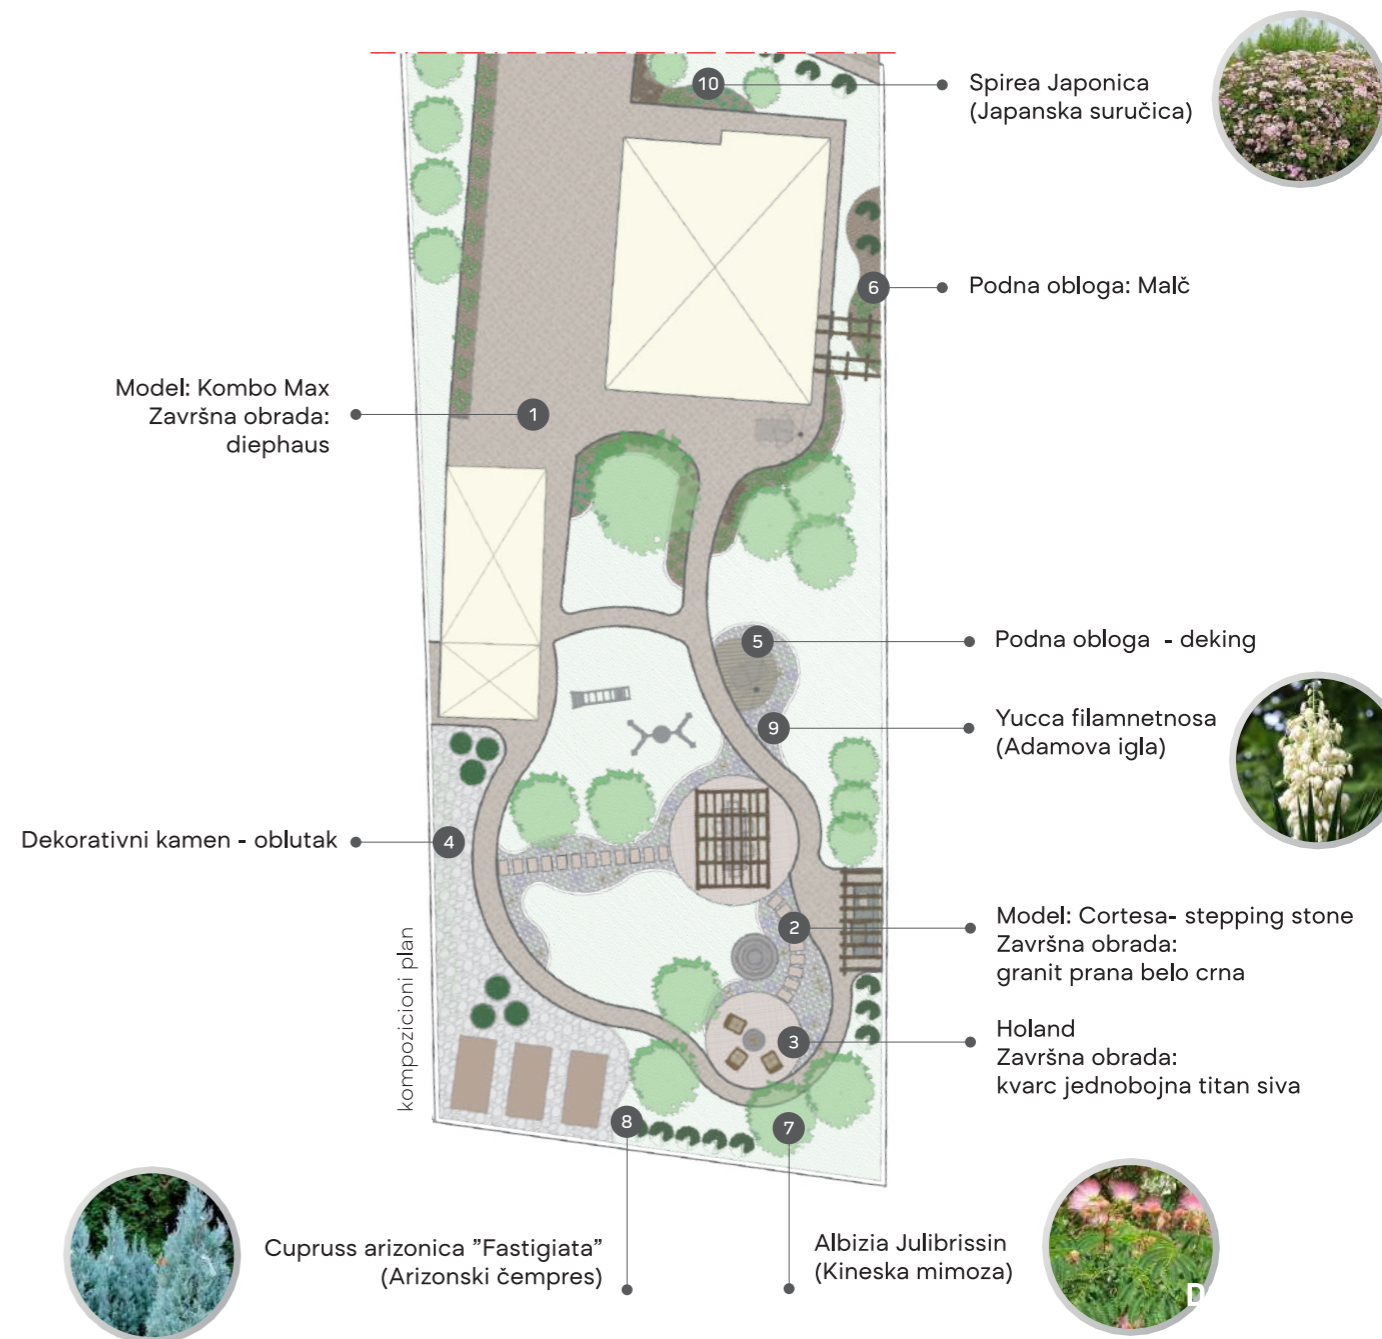 10
Spirea Japonica
(Japanska suručica)
6
Podna obloga: Malč
Model: Kombo Max
Završna obrada:
diephaus
1
5
Podna obloga - deking
9
Yucca filamnetnosa
(Adamova igla)
Dekorativni kamen - oblutak
4
2
Model: Cortesa- stepping stone
Završna obrada:
granit prana belo crna
kompozicioni plan
3
Holand
Završna obrada:
kvarc jednobojna titan siva
8
7
Cupruss arizonica ”Fastigiata”
(Arizonski čempres)
Albizia Julibrissin
(Kineska mimoza)
D